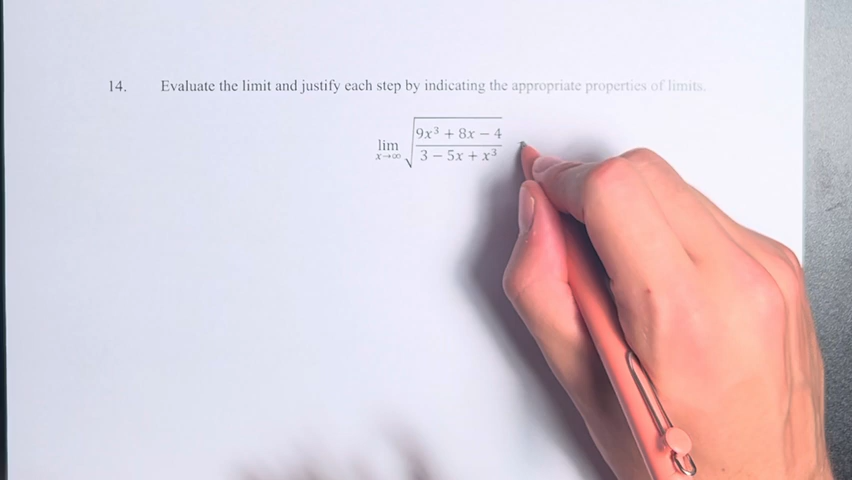 14. Evaluate the limit and justify each step by indicating the appropriate properties of limits.
lim x→∞ √((9x³ + 8x − 4)/(3 − 5x + x³))